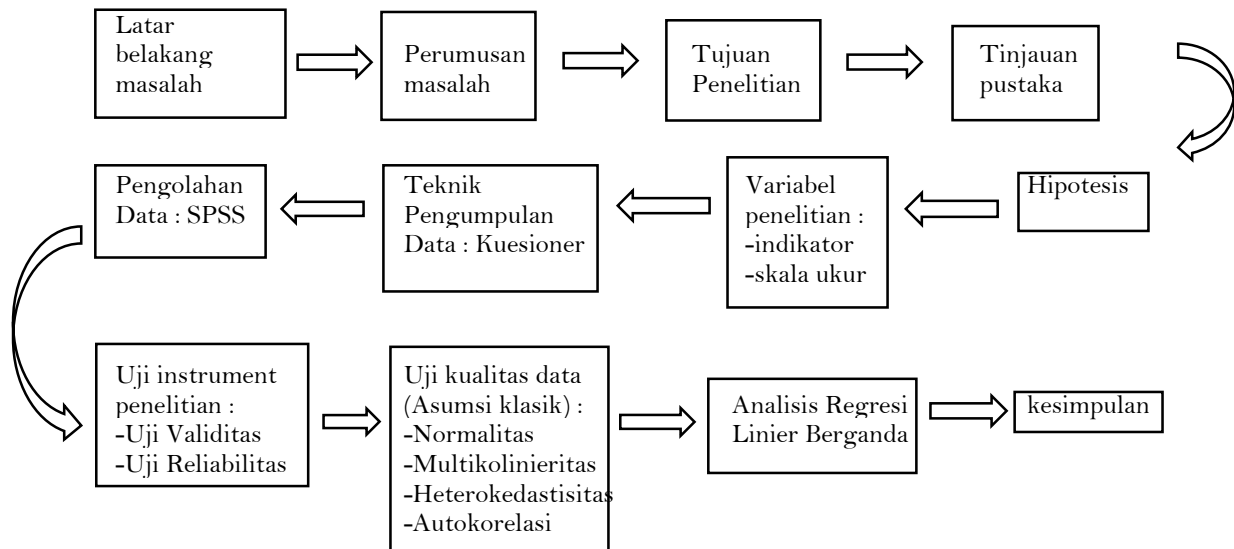 Latar
belakang
masalah
Perumusan
masalah
Tujuan
Penelitian
Tinjauan
pustaka
Hipotesis
Variabel
penelitian :
-indikator
-skala ukur
Teknik
Pengumpulan
Data : Kuesioner
Pengolahan
Data : SPSS
Uji instrument
penelitian :
-Uji Validitas
-Uji Reliabilitas
Uji kualitas data
(Asumsi klasik) :
-Normalitas
-Multikolinieritas
-Heterokedastisitas
-Autokorelasi
Analisis Regresi
Linier Berganda
kesimpulan